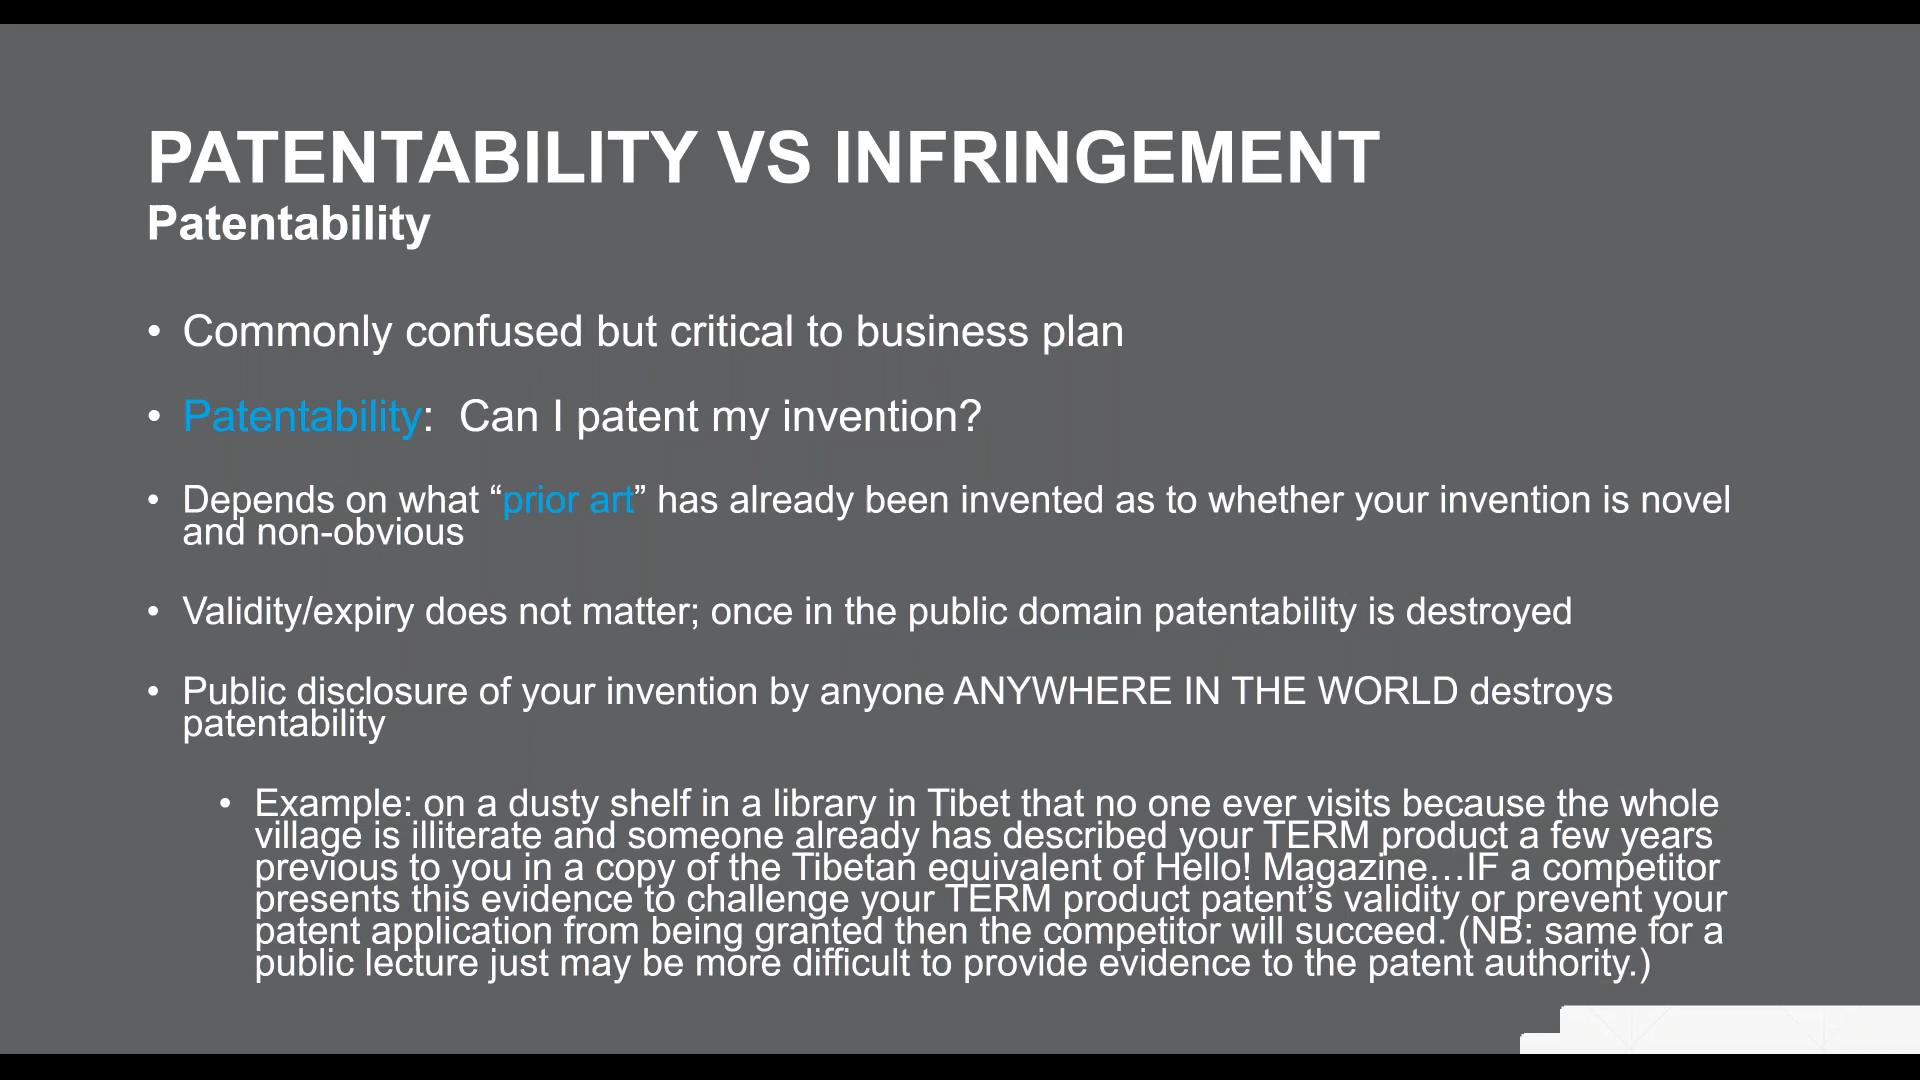 PATENTABILITY VS INFRINGEMENT
Patentability
• Commonly confused but critical to business plan
• Patentability:  Can I patent my invention?
• Depends on what “prior art” has already been invented as to whether your invention is novel
and non-obvious
• Validity/expiry does not matter; once in the public domain patentability is destroyed
• Public disclosure of your invention by anyone ANYWHERE IN THE WORLD destroys
patentability
• Example: on a dusty shelf in a library in Tibet that no one ever visits because the whole
village is illiterate and someone already has described your TERM product a few years
previous to you in a copy of the Tibetan equivalent of Hello! Magazine…IF a competitor
presents this evidence to challenge your TERM product patent’s validity or prevent your
patent application from being granted then the competitor will succeed. (NB: same for a
public lecture just may be more difficult to provide evidence to the patent authority.)